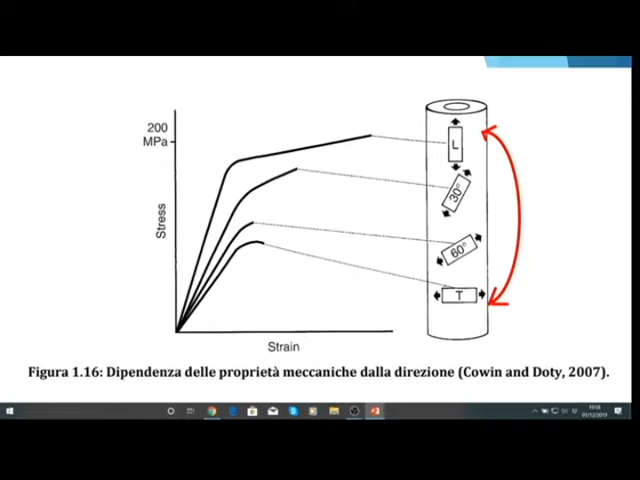 200
MPa
Stress
L
30°
60°
T
Strain
Figura 1.16: Dipendenza delle proprietà meccaniche dalla direzione (Cowin and Doty, 2007).